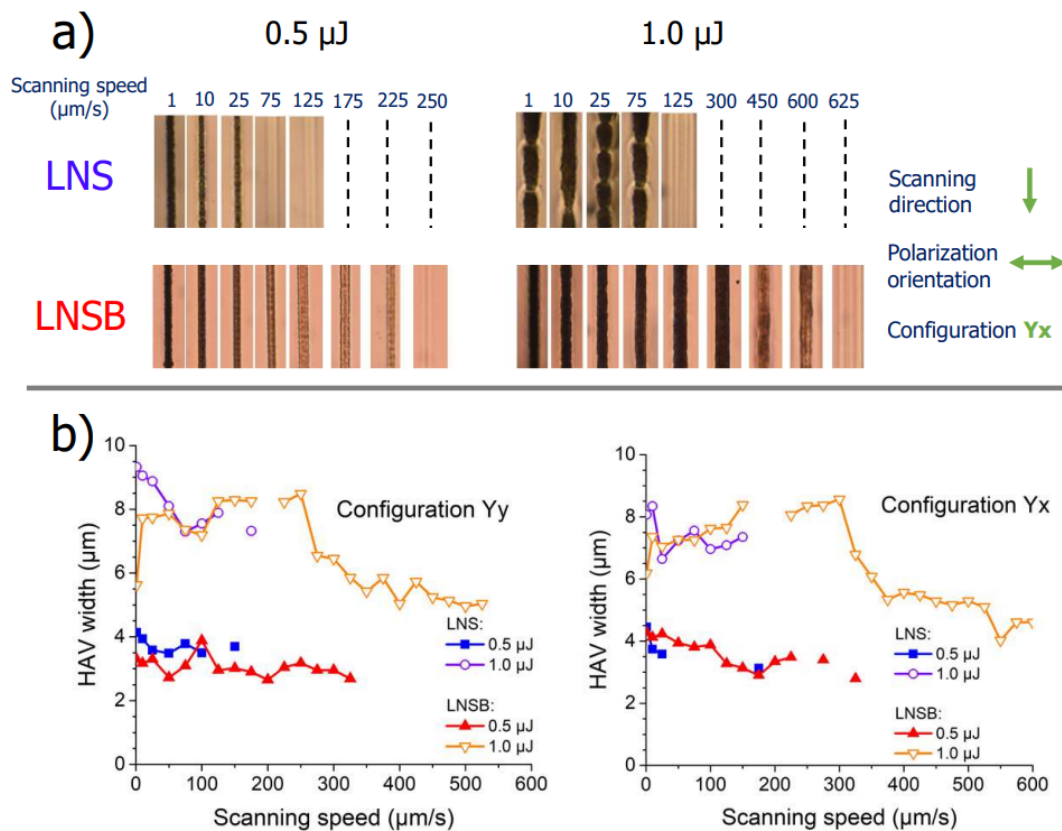 a)
0.5 µJ
1.0 µJ
Scanning speed
(µm/s)
1 10 25 75 125 175 225 250
1 10 25 75 125 300 450 600 625
LNS
Scanning
direction
Polarization
orientation
LNSB
Configuration Yx
b)
10
8
6
4
2
0
HAV width (µm)
Configuration Yy
LNS:
0.5 µJ
1.0 µJ
LNSB:
0.5 µJ
1.0 µJ
0 100 200 300 400 500 600
Scanning speed (µm/s)
10
8
6
4
2
0
HAV width (µm)
Configuration Yx
LNS:
0.5 µJ
1.0 µJ
LNSB:
0.5 µJ
1.0 µJ
0 100 200 300 400 500 600
Scanning speed (µm/s)